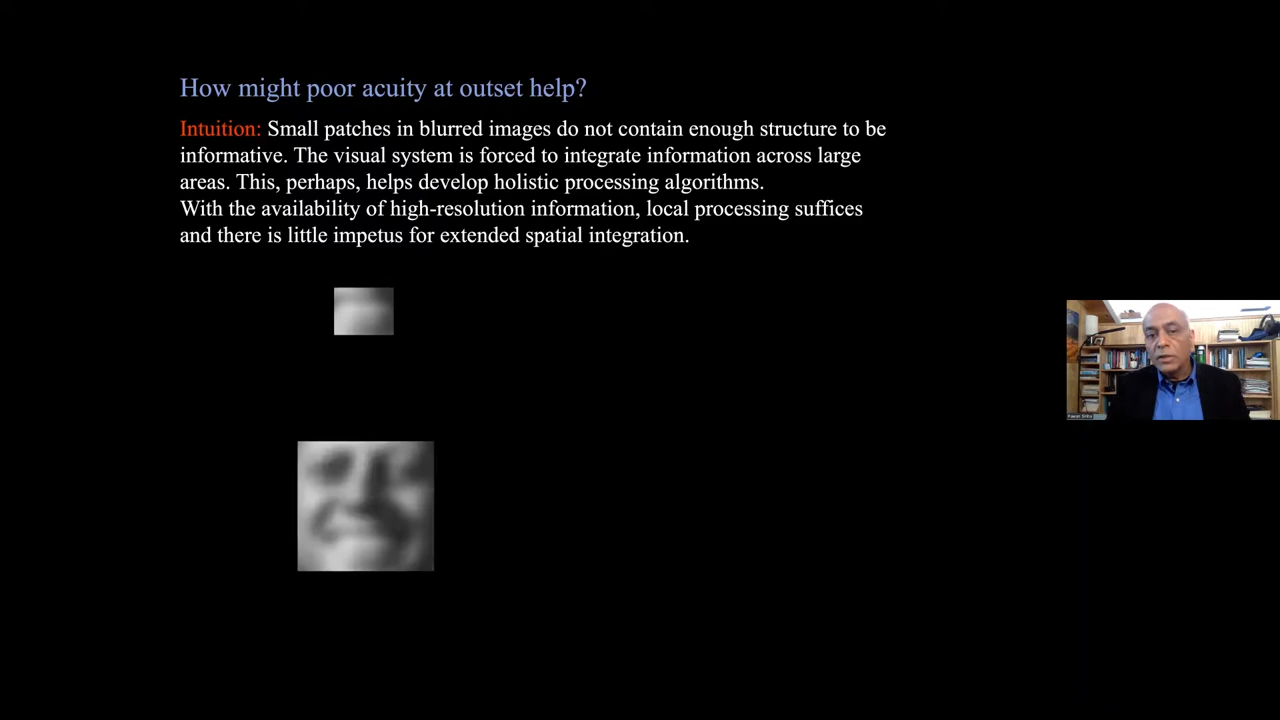 How might poor acuity at outset help?
Intuition: Small patches in blurred images do not contain enough structure to be
informative. The visual system is forced to integrate information across large
areas. This, perhaps, helps develop holistic processing algorithms.
With the availability of high-resolution information, local processing suffices
and there is little impetus for extended spatial integration.